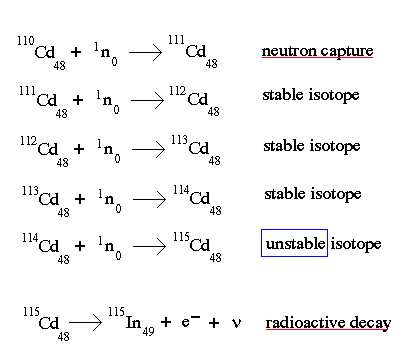 ¹¹⁰Cd₄₈ + ¹n₀ → ¹¹¹Cd₄₈ neutron capture
¹¹¹Cd₄₈ + ¹n₀ → ¹¹²Cd₄₈ stable isotope
¹¹²Cd₄₈ + ¹n₀ → ¹¹³Cd₄₈ stable isotope
¹¹³Cd₄₈ + ¹n₀ → ¹¹⁴Cd₄₈ stable isotope
¹¹⁴Cd₄₈ + ¹n₀ → ¹¹⁵Cd₄₈ unstable isotope
¹¹⁵Cd₄₈ → ¹¹⁵In₄₉ + e⁻ + ν radioactive decay